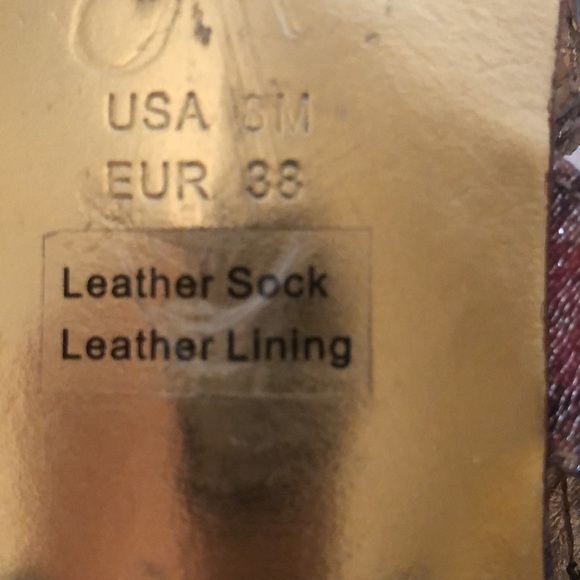 USA
EUR 38
Leather Sock
Leather Lining